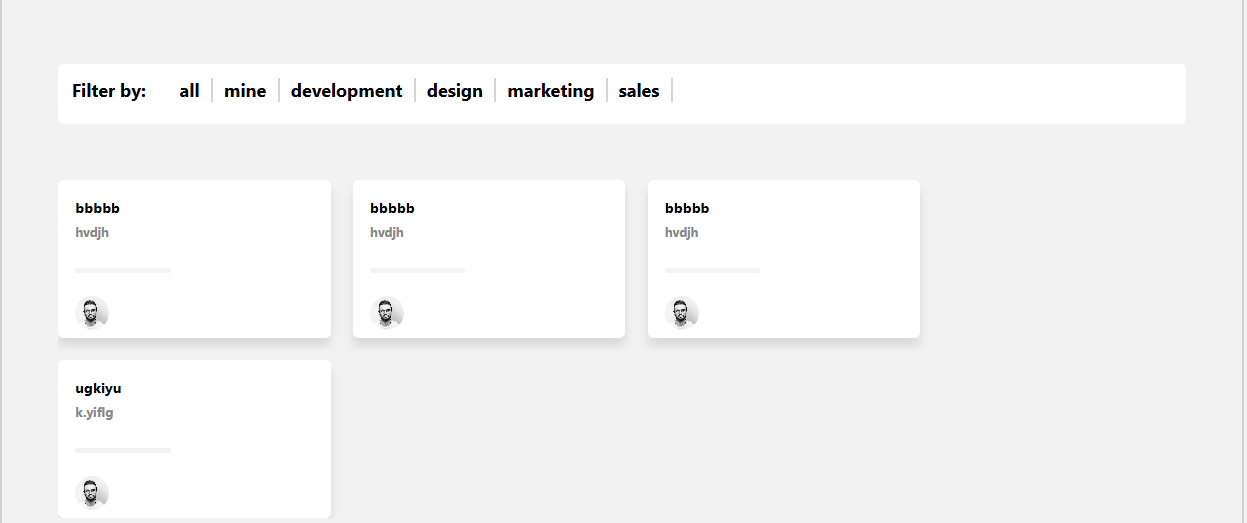 Filter by: all mine development design marketing sales
bbbbb
hvdjh
bbbbb
hvdjh
bbbbb
hvdjh
ugkiyu
k.yiflg